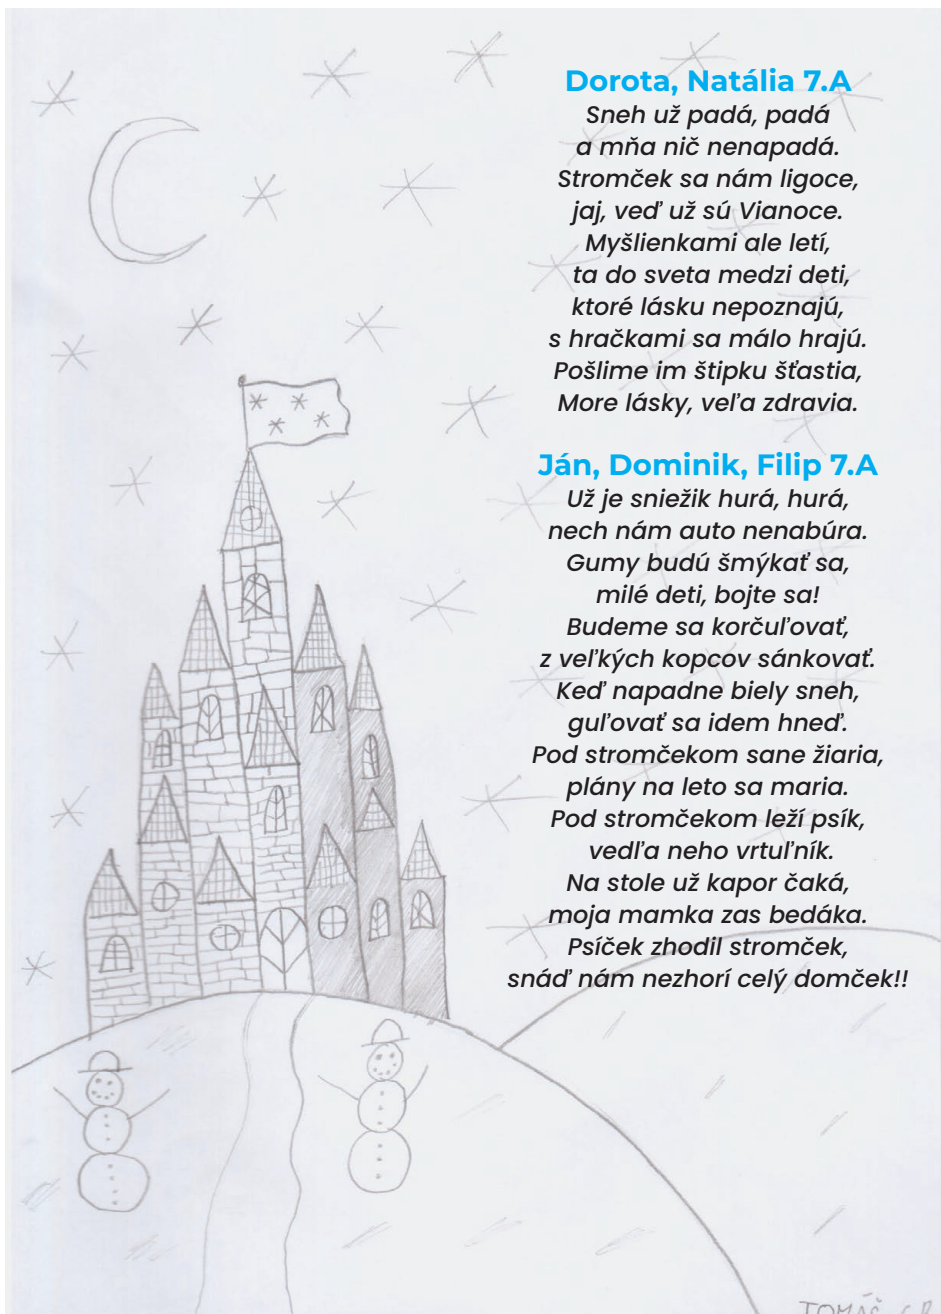 Dorota, Natália 7.A
Sneh už padá, padá
a mňa nič nenapadá.
Stromček sa nám ligoce,
jaj, veď už sú Vianoce.
Myšlienkami ale letí,
ta do sveta medzi deti,
ktoré lásku nepoznajú,
s hračkami sa málo hrajú.
Pošlime im štipku šťastia,
More lásky, veľa zdravia.
Ján, Dominik, Filip 7.A
Už je sniežik hurá, hurá,
nech nám auto nenabúra.
Gumy budú šmýkať sa,
milé deti, bojte sa!
Budeme sa korčuľovať,
z veľkých kopcov sánkovať.
Keď napadne biely sneh,
guľovať sa idem hneď.
Pod stromčekom sane žiaria,
plány na leto sa maria.
Pod stromčekom leží psík,
vedľa neho vrtuľník.
Na stole už kapor čaká,
moja mamka zas bedáka.
Psíček zhodil stromček,
snáď nám nezhorí celý domček!!
TOMÁŠ